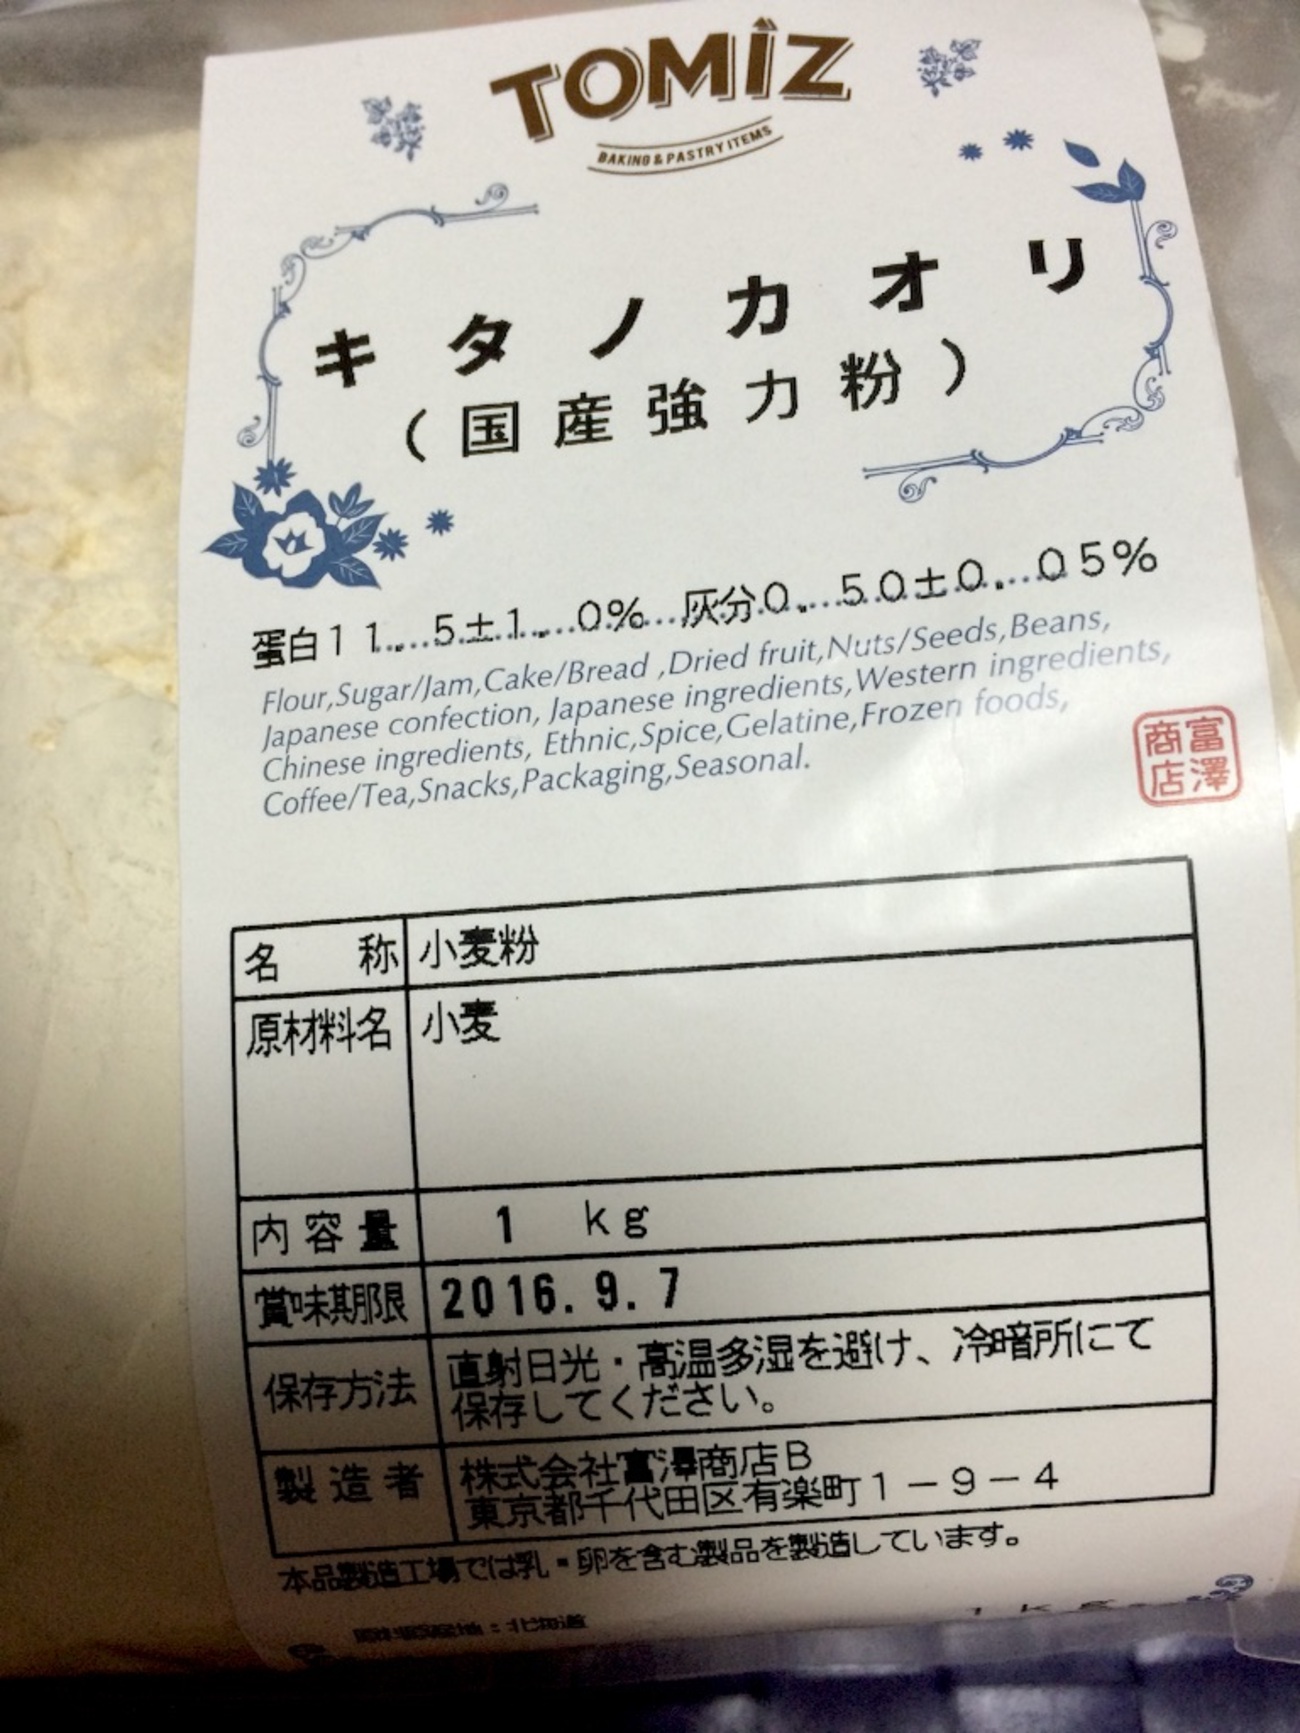 TOMÎZ
BAKING & PASTRY ITEMS
キタノカオリ
(国産強力粉)
蛋白11.5±1.0% 灰分0.50±0.05%
Flour,Sugar/Jam,Cake/Bread ,Dried fruit,Nuts/Seeds,Beans,
Japanese confection, Japanese ingredients,Western ingredients,
Chinese ingredients, Ethnic,Spice,Gelatine,Frozen foods,
Coffee/Tea,Snacks,Packaging,Seasonal.
富澤商店
名称 小麦粉
原材料名 小麦
内容量 1 kg
賞味期限 2016.9.7
保存方法 直射日光・高温多湿を避け、冷暗所にて
保存してください。
製造者 株式会社富澤商店B
東京都千代田区有楽町1-9-4
本品製造工場では乳・卵を含む製品を製造しています。
:北海道